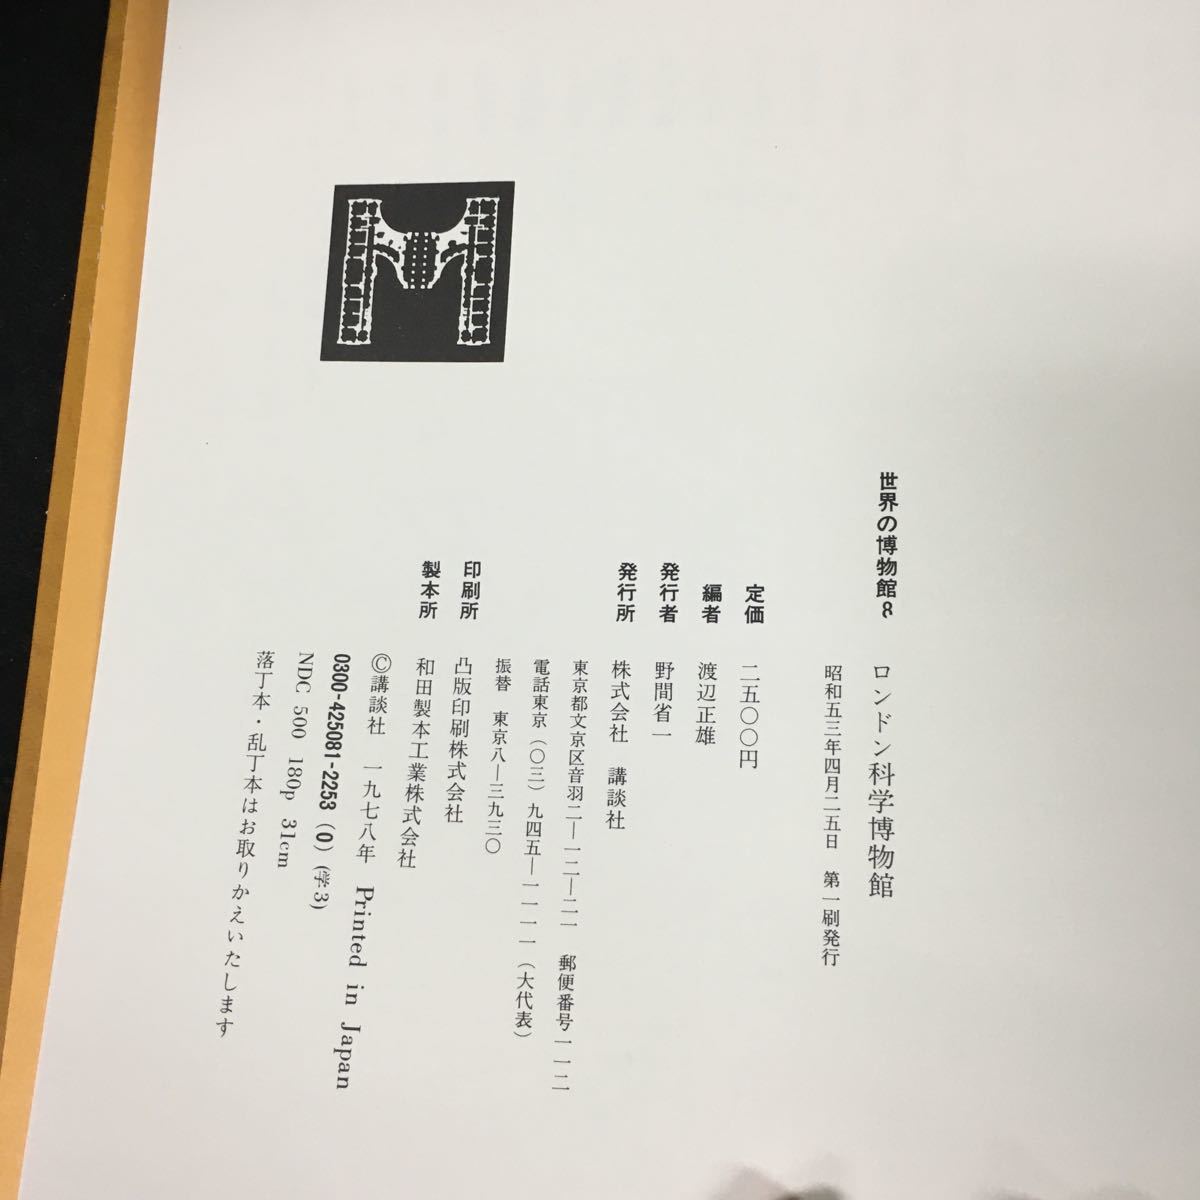 世界の博物館8 ロンドン科学博物館
昭和五三年四月二五日 第一刷発行
定価 二五〇〇円
編者 渡辺正雄
発行者 野間省一
発行所 株式会社 講談社
東京都文京区音羽二―一二―二一 郵便番号一一二
電話東京(〇三)九四五―一一一一(大代表)
振替 東京八―三九三〇
印刷所 凸版印刷株式会社
製本所 和田製本工業株式会社
©講談社 一九七八年 Printed in Japan
0300-425081-2253(0)(学3)
NDC 500 180p 31cm
落丁本・乱丁本はお取りかえいたします